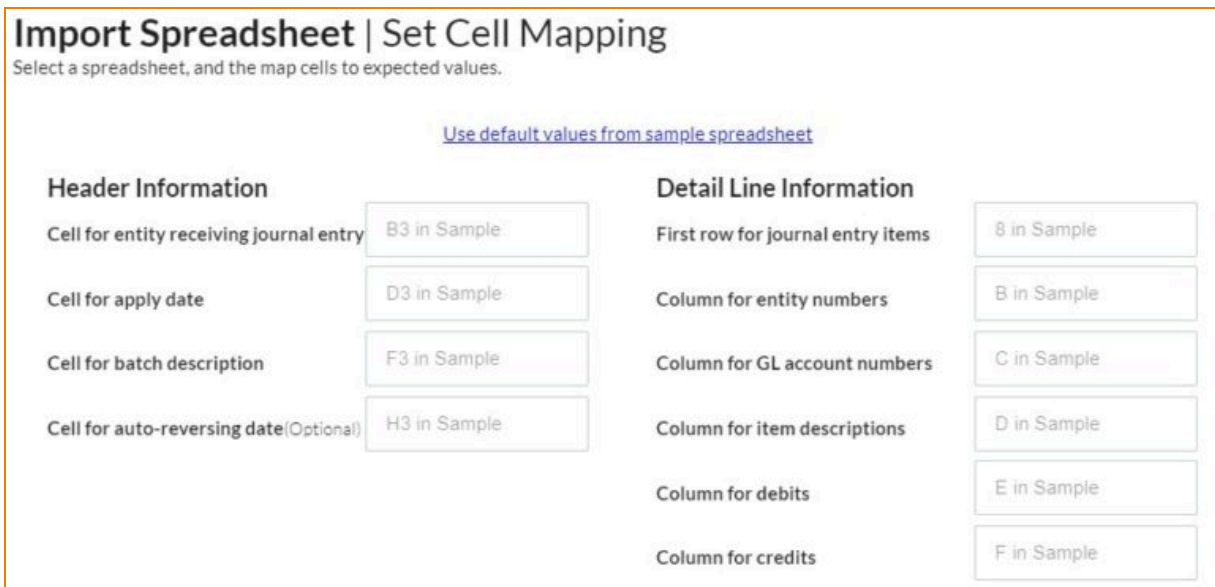 Import Spreadsheet | Set Cell Mapping
Select a spreadsheet, and the map cells to expected values.
Use default values from sample spreadsheet
Header Information
Cell for entity receiving journal entry B3 in Sample
Cell for apply date D3 in Sample
Cell for batch description F3 in Sample
Cell for auto-reversing date(Optional) H3 in Sample
Detail Line Information
First row for journal entry items 8 in Sample
Column for entity numbers B in Sample
Column for GL account numbers C in Sample
Column for item descriptions D in Sample
Column for debits E in Sample
Column for credits F in Sample